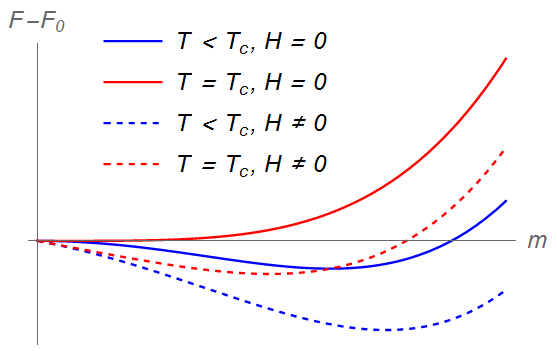 F−F₀
T < Tc, H = 0
T = Tc, H = 0
T < Tc, H ≠ 0
T = Tc, H ≠ 0
m